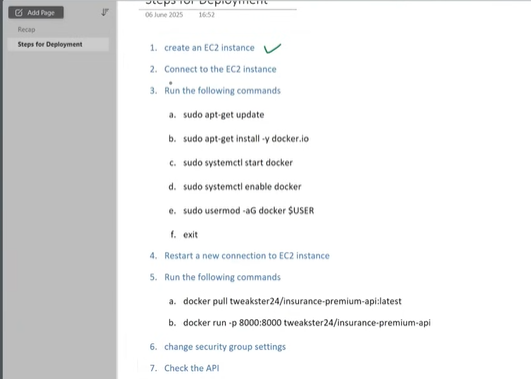 Add Page
Recap
Steps for Deployment
Steps for Deployment
06 June 2025 16:52
1. create an EC2 instance
2. Connect to the EC2 instance
3. Run the following commands
a. sudo apt-get update
b. sudo apt-get install -y docker.io
c. sudo systemctl start docker
d. sudo systemctl enable docker
e. sudo usermod -aG docker $USER
f. exit
4. Restart a new connection to EC2 instance
5. Run the following commands
a. docker pull tweakster24/insurance-premium-api:latest
b. docker run -p 8000:8000 tweakster24/insurance-premium-api
6. change security group settings
7. Check the API